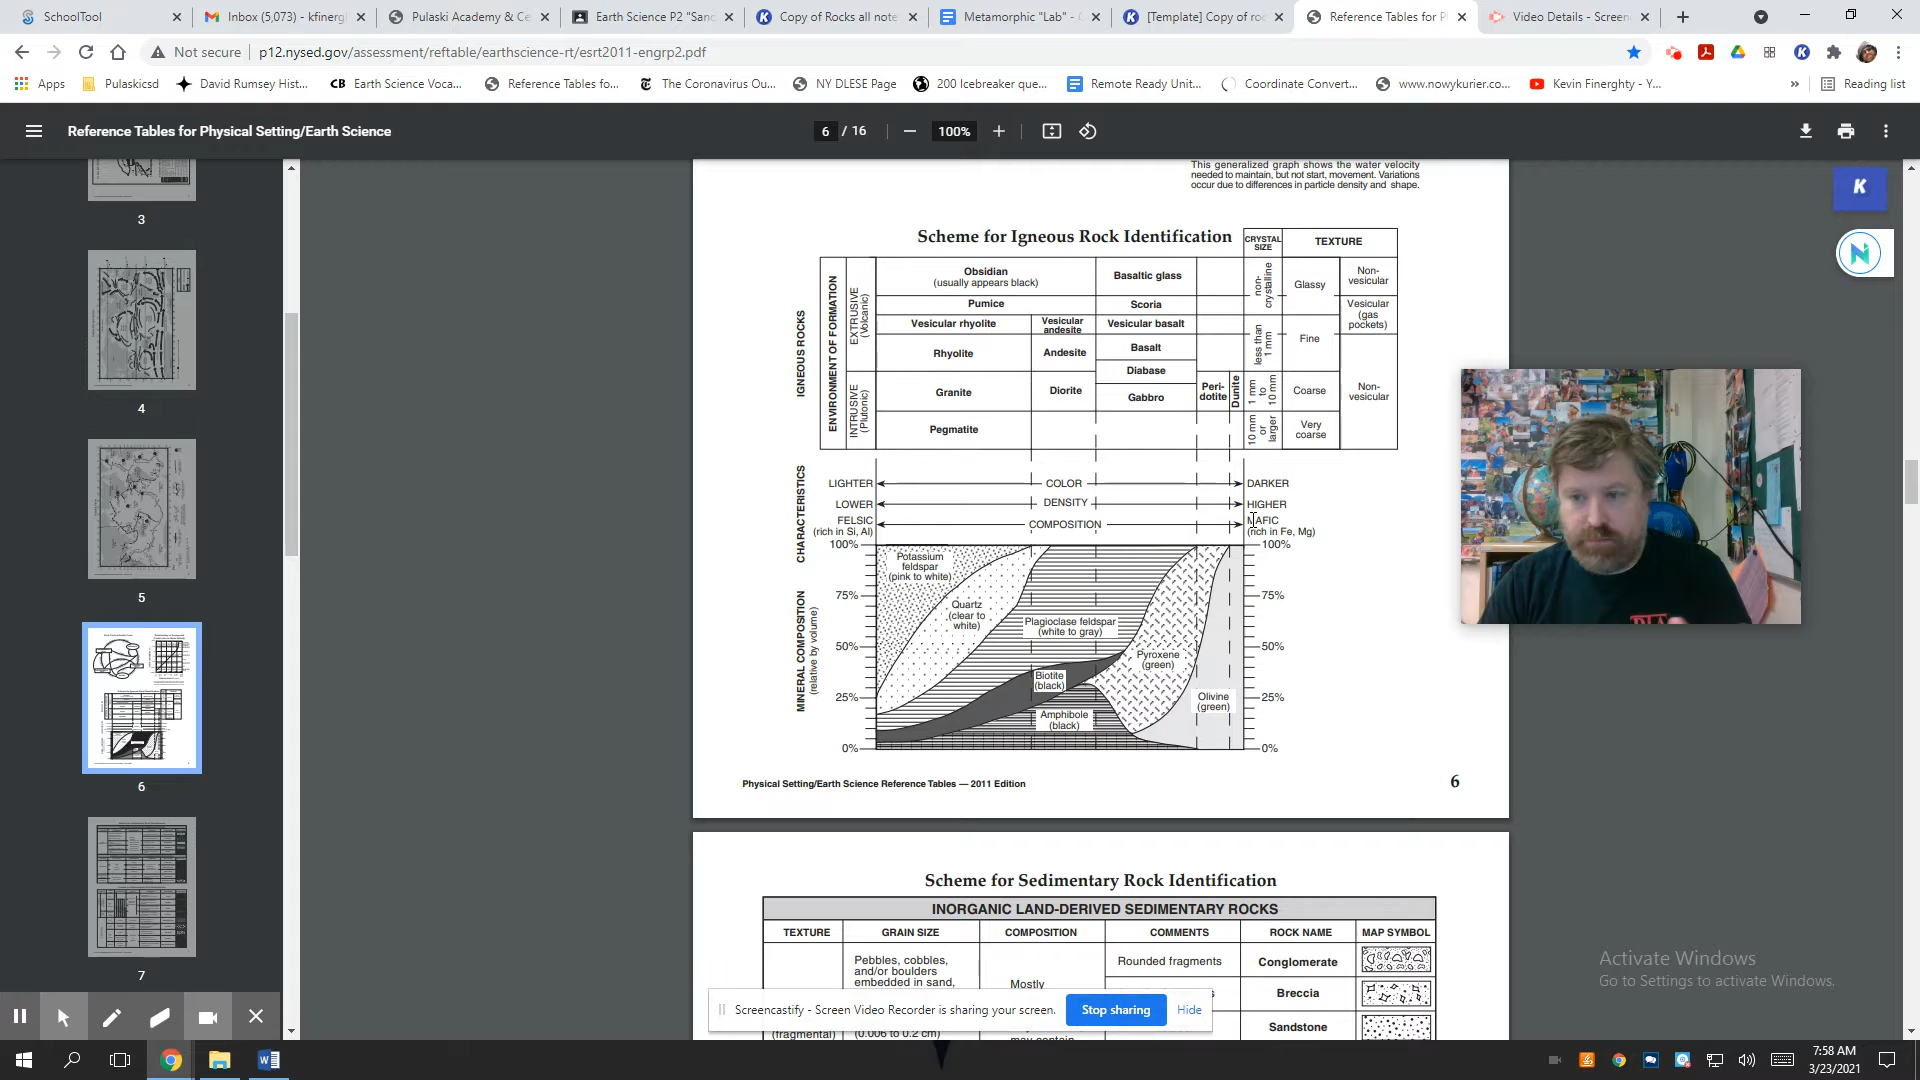 SchoolTool
Inbox (5,073) - kfinergh
Pulaski Academy & Ce
Earth Science P2 "Sanc
Copy of Rocks all note
Metamorphic "Lab" - G
[Template] Copy of roc
Reference Tables for P
Video Details - Screen
Not secure
p12.nysed.gov/assessment/reftable/earthscience-rt/esrt2011-engrp2.pdf
Apps
Pulaskicsd
David Rumsey Hist...
CB Earth Science Voca...
Reference Tables fo...
The Coronavirus Ou...
NY DLESE Page
200 Icebreaker que...
Remote Ready Unit...
Coordinate Convert...
www.nowykurier.co...
Kevin Finerghty - Y...
»
Reading list
Reference Tables for Physical Setting/Earth Science
6 / 16
100%
3
4
5
6
7
This generalized graph shows the water velocity
needed to maintain, but not start, movement. Variations
occur due to differences in particle density and shape.
Scheme for Igneous Rock Identification
CRYSTAL
SIZE
TEXTURE
IGNEOUS ROCKS
ENVIRONMENT OF FORMATION
EXTRUSIVE
(Volcanic)
INTRUSIVE
(Plutonic)
Obsidian
(usually appears black)
Basaltic glass
non-
crystalline
Glassy
Non-
vesicular
Pumice
Scoria
Vesicular
(gas
pockets)
Vesicular rhyolite
Vesicular
andesite
Vesicular basalt
less than
1 mm
Fine
Rhyolite
Andesite
Basalt
Diabase
Granite
Diorite
Gabbro
Peri-
dotite
Dunite
1 mm
to
10 mm
Coarse
Non-
vesicular
Pegmatite
10 mm
or
larger
Very
coarse
CHARACTERISTICS
LIGHTER
COLOR
DARKER
LOWER
DENSITY
HIGHER
FELSIC
(rich in Si, Al)
COMPOSITION
MAFIC
(rich in Fe, Mg)
MINERAL COMPOSITION
(relative by volume)
100%
75%
50%
25%
0%
Potassium
feldspar
(pink to white)
Quartz
(clear to
white)
Plagioclase feldspar
(white to gray)
Biotite
(black)
Amphibole
(black)
Pyroxene
(green)
Olivine
(green)
100%
75%
50%
25%
0%
Physical Setting/Earth Science Reference Tables — 2011 Edition
6
Scheme for Sedimentary Rock Identification
INORGANIC LAND-DERIVED SEDIMENTARY ROCKS
TEXTURE
GRAIN SIZE
COMPOSITION
COMMENTS
ROCK NAME
MAP SYMBOL
Pebbles, cobbles,
and/or boulders
embedded in sand,
Mostly
Rounded fragments
Conglomerate
Breccia
Sandstone
(fragmental)
(0.006 to 0.2 cm)
may contain
Screencastify - Screen Video Recorder is sharing your screen.
Stop sharing
Hide
Activate Windows
Go to Settings to activate Windows.
7:58 AM
3/23/2021